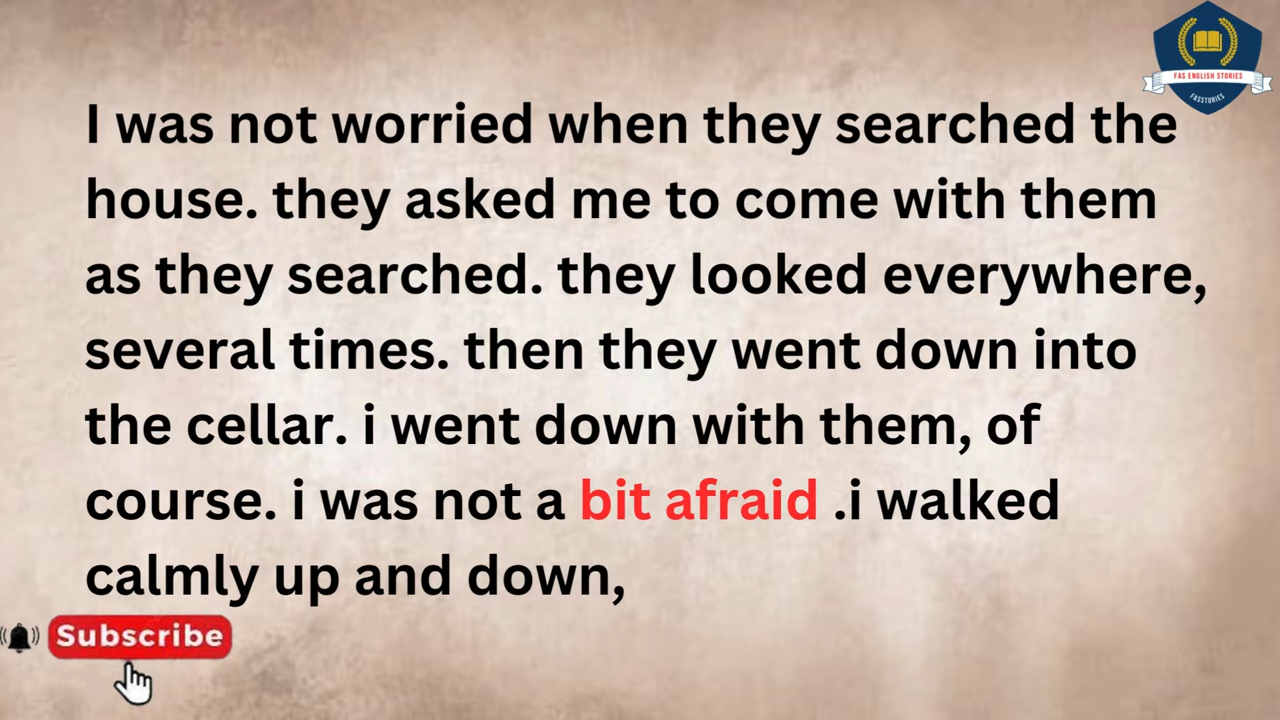 FAS ENGLISH STORIES
FASSTORIES
I was not worried when they searched the
house. they asked me to come with them
as they searched. they looked everywhere,
several times. then they went down into
the cellar. i went down with them, of
course. i was not a bit afraid .i walked
calmly up and down,
Subscribe